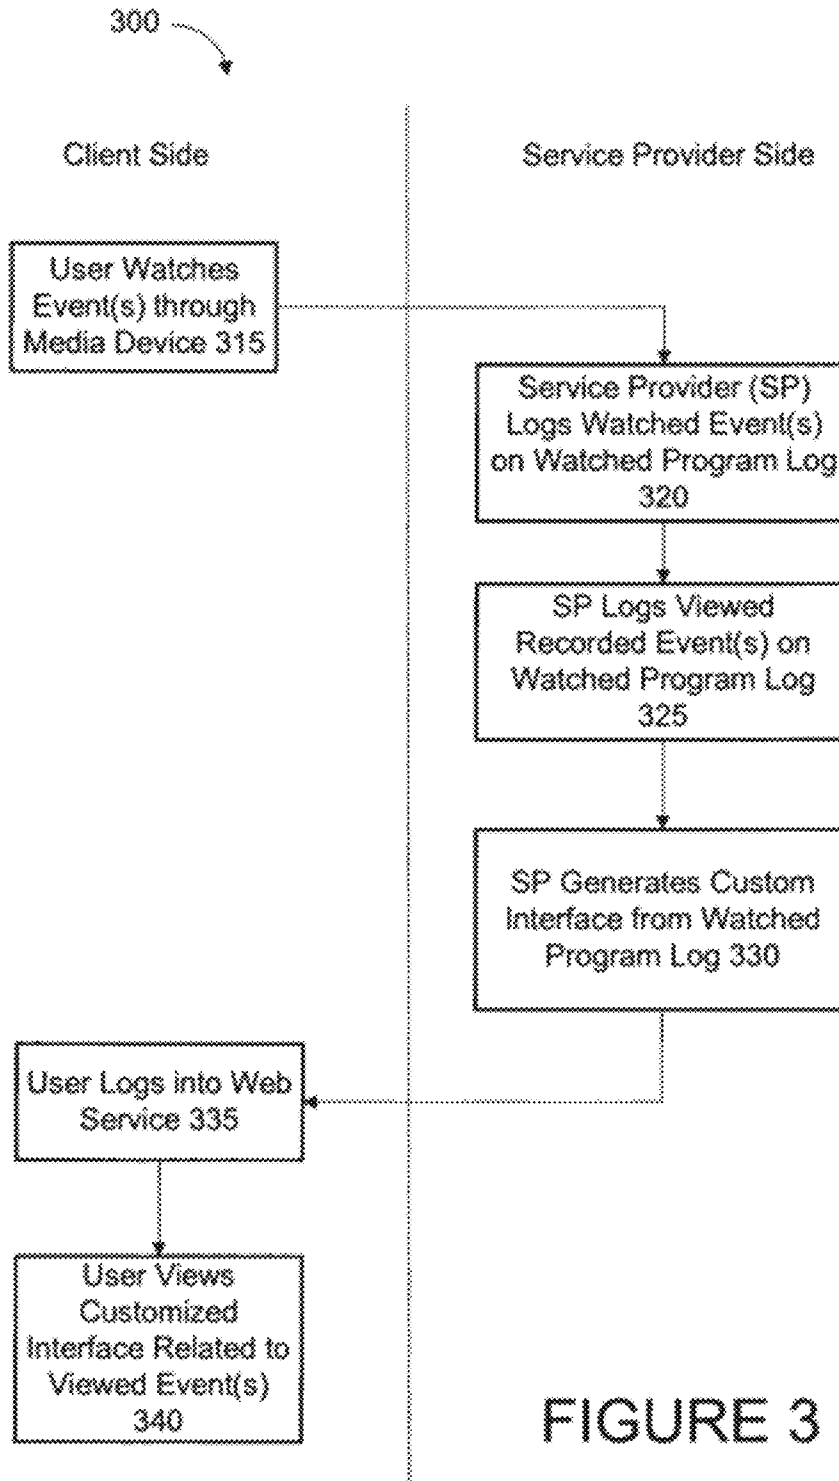 300
Client Side
Service Provider Side
User Watches
Event(s) through
Media Device 315
Service Provider (SP)
Logs Watched Event(s)
on Watched Program Log
320
SP Logs Viewed
Recorded Event(s) on
Watched Program Log
325
SP Generates Custom
Interface from Watched
Program Log 330
User Logs into Web
Service 335
User Views
Customized
Interface Related to
Viewed Event(s)
340
FIGURE 3